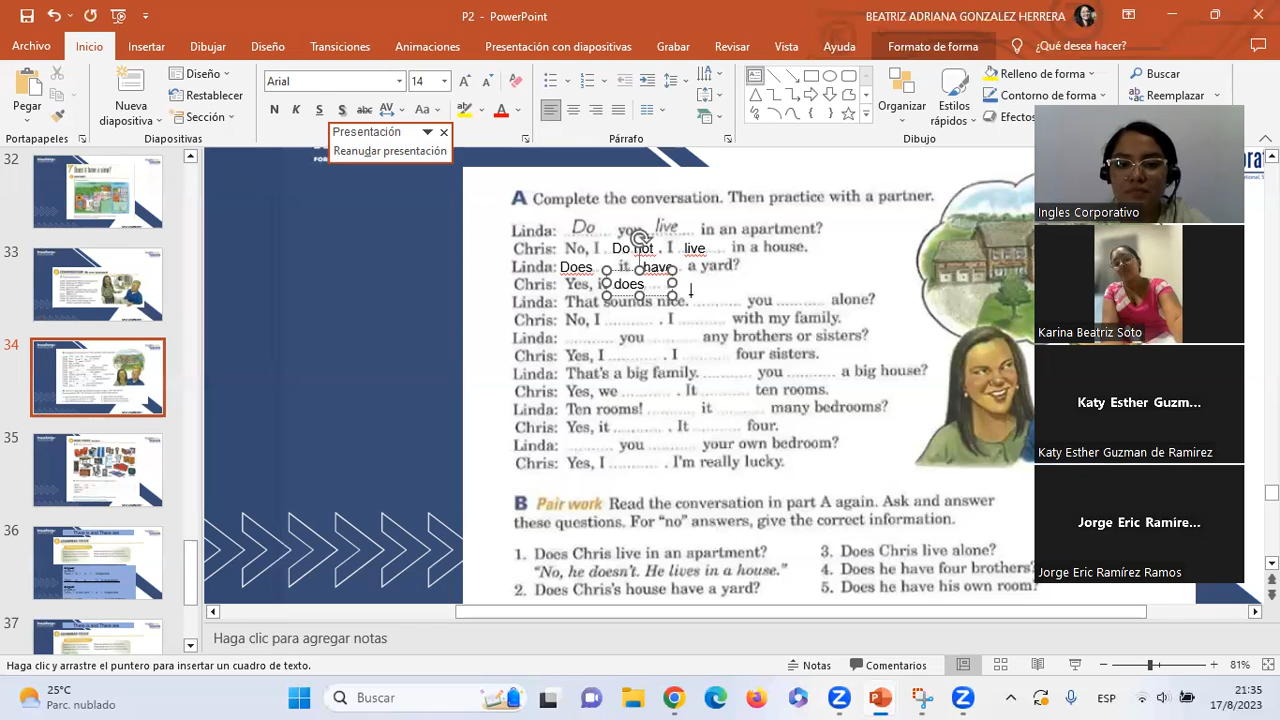 P2 - PowerPoint
BEATRIZ ADRIANA GONZALEZ HERRERA
Archivo Inicio Insertar Dibujar Diseño Transiciones Animaciones Presentación con diapositivas Grabar Revisar Vista Ayuda Formato de forma ¿Qué desea hacer?
Pegar
Portapapeles
Nueva diapositiva
Diseño
Restablecer
Sección
Diapositivas
Arial 14
N K S S abc AV Aa A
Párrafo
Organizar
Estilos rápidos
Relleno de forma
Contorno de forma
Efectos
Dibujo
Buscar
Reemplazar
Presentación
Reanudar presentación
32
33
34
35
36
37
A Complete the conversation. Then practice with a partner.
Linda: Do you live in an apartment?
Chris: No, I Do not . I live in a house.
Linda: Does it have a yard?
Chris: Yes, i does
Linda: That sounds nice. you alone?
Chris: No, I . I with my family.
Linda: you any brothers or sisters?
Chris: Yes, I . I four sisters.
Linda: That's a big family. you a big house?
Chris: Yes, we . It ten rooms.
Linda: Ten rooms! it many bedrooms?
Chris: Yes, it . It four.
Linda: you your own bedroom?
Chris: Yes, I . I'm really lucky.
B Pair work Read the conversation in part A again. Ask and answer
these questions. For "no" answers, give the correct information.
1. Does Chris live in an apartment?
"No, he doesn't. He lives in a house."
2. Does Chris's house have a yard?
3. Does Chris live alone?
4. Does he have four brothers?
5. Does he have his own room
Ingles Corporativo
Karina Beatriz Soto
Katy Esther Guzm...
Katy Esther Guzman de Ramirez
Jorge Eric Ramíre...
Jorge Eric Ramírez Ramos
Haga clic para agregar notas
Haga clic y arrastre el puntero para insertar un cuadro de texto.
Notas Comentarios 81%
25°C
Parc. nublado
Buscar
ESP
21:35
17/8/2023